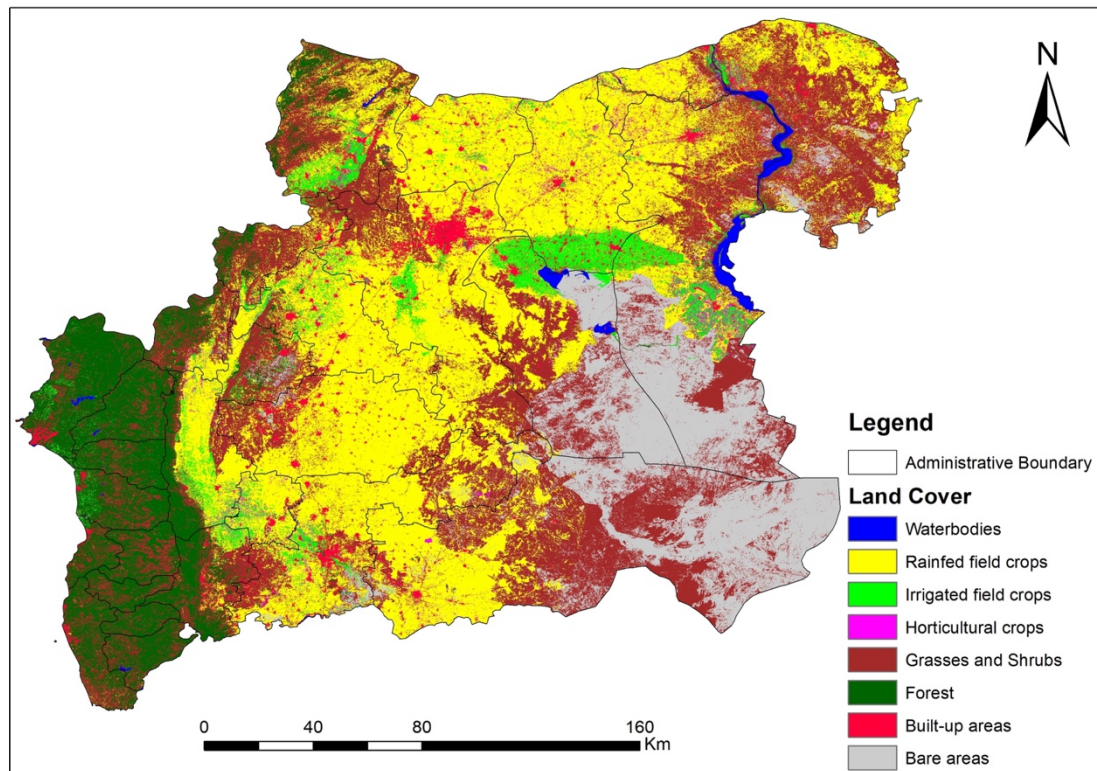 N
Legend
Administrative Boundary
Land Cover
Waterbodies
Rainfed field crops
Irrigated field crops
Horticultural crops
Grasses and Shrubs
Forest
Built-up areas
Bare areas
0 40 80 160
Km